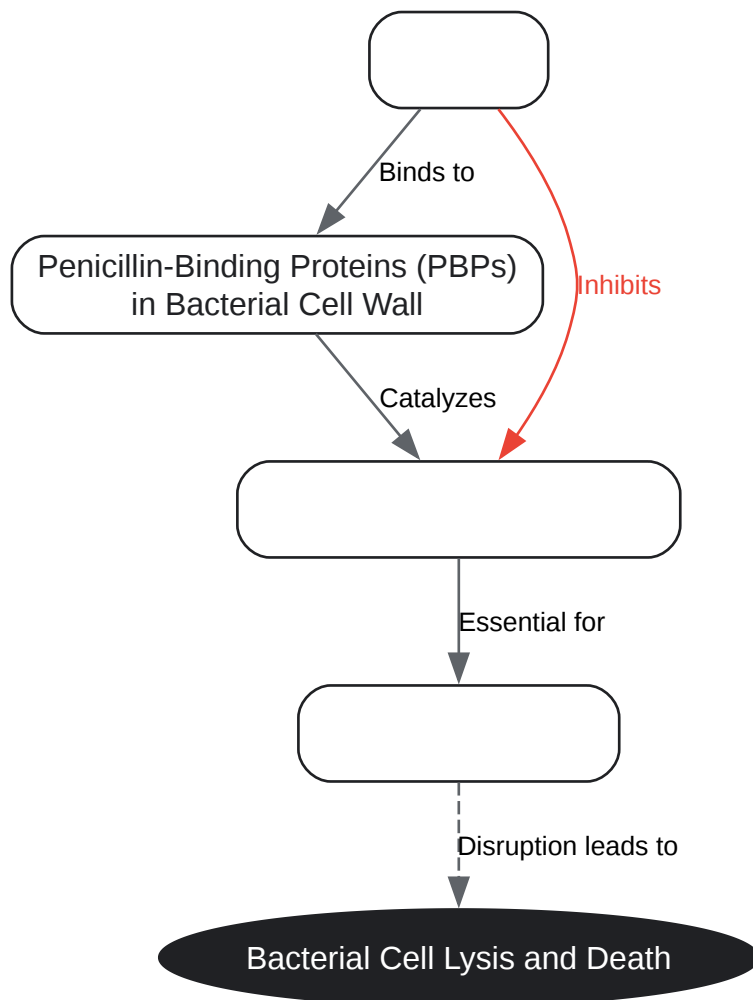 Binds to
Penicillin-Binding Proteins (PBPs)
in Bacterial Cell Wall
Inhibits
Catalyzes
Essential for
Disruption leads to
Bacterial Cell Lysis and Death